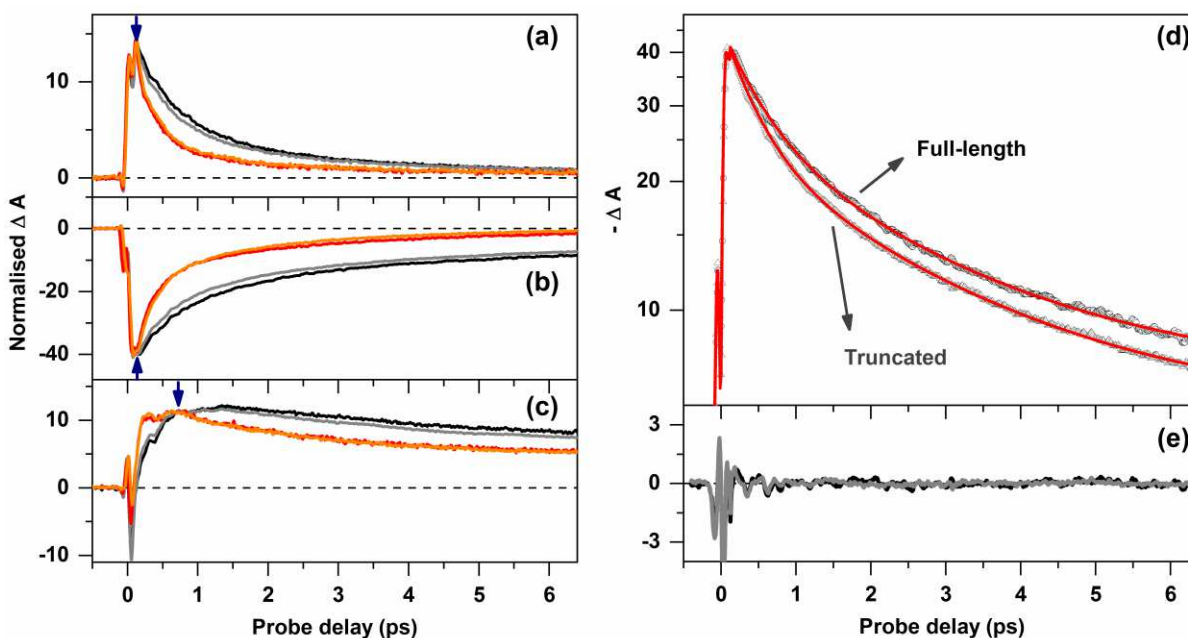 (a)
10
0
Normalised Δ A
0
-20
-40
(b)
10
0
-10
(c)
0 1 2 3 4 5 6
Probe delay (ps)
(d)
40
30
20
10
- Δ A
Full-length
Truncated
(e)
3
0
-3
0 1 2 3 4 5 6
Probe delay (ps)